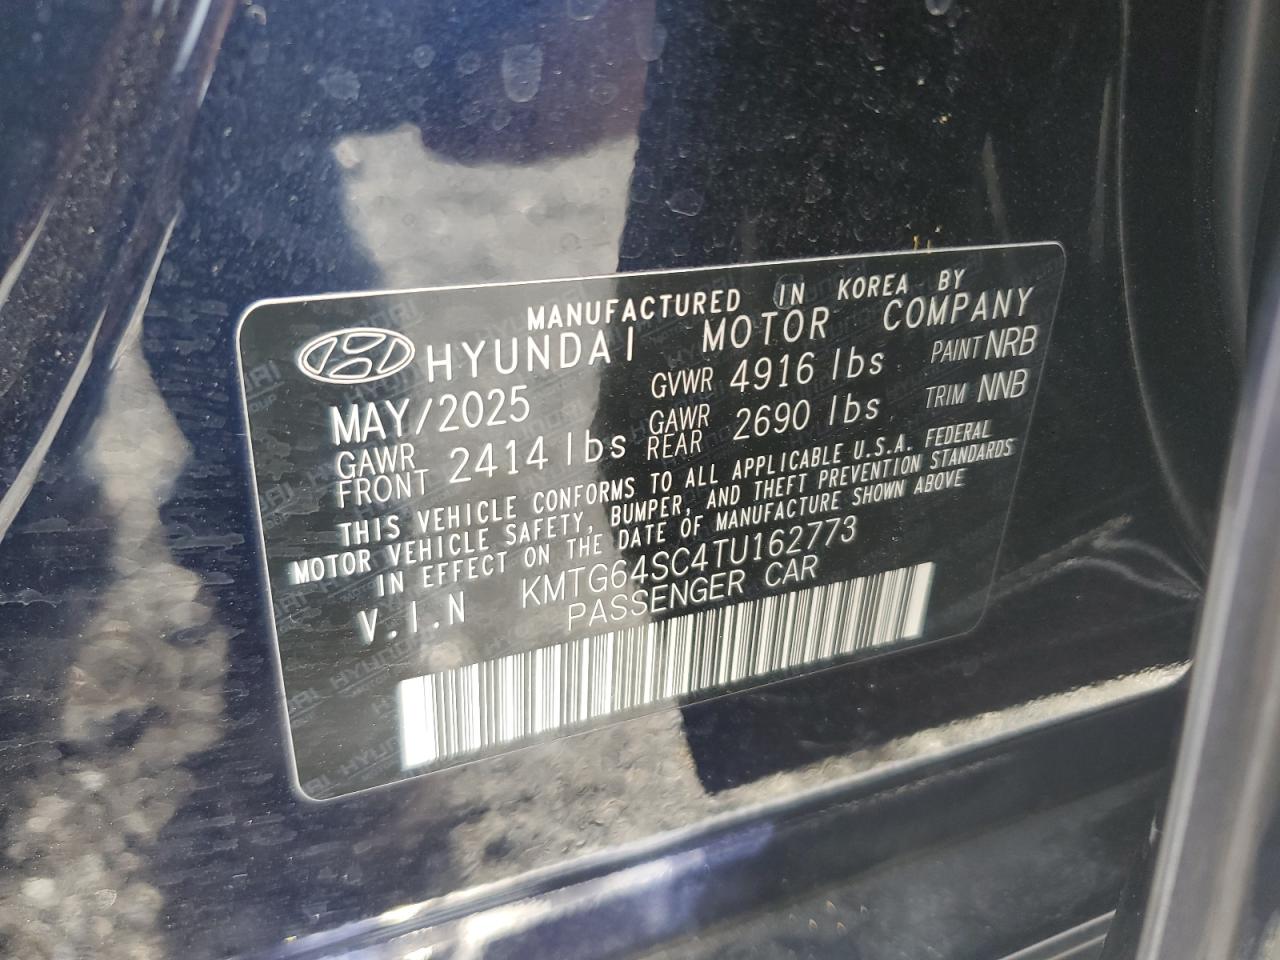 MANUFACTURED IN KOREA BY
HYUNDAI MOTOR COMPANY
MAY/2025 GVWR 4916 lbs PAINT NRB
GAWR FRONT 2414 lbs GAWR REAR 2690 lbs TRIM NNB
THIS VEHICLE CONFORMS TO ALL APPLICABLE U.S.A. FEDERAL
MOTOR VEHICLE SAFETY, BUMPER, AND THEFT PREVENTION STANDARDS
IN EFFECT ON THE DATE OF MANUFACTURE SHOWN ABOVE
V.I.N KMTG64SC4TU162773
PASSENGER CAR